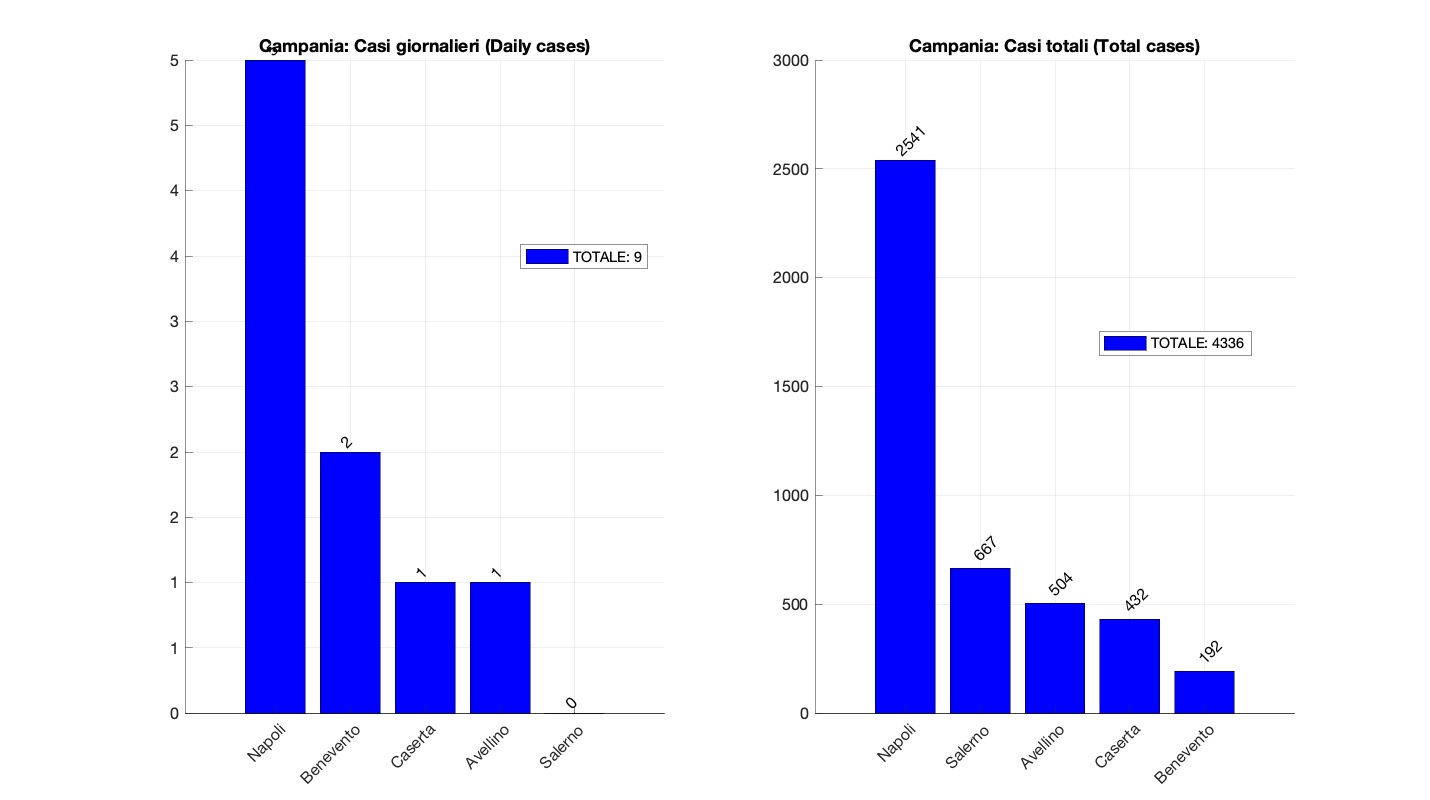 Campania: Casi giornalieri (Daily cases)
5
5
5
4
4
3
3
2
2
1
1
0
2
1
1
0
TOTALE: 9
Napoli
Benevento
Caserta
Avellino
Salerno
Campania: Casi totali (Total cases)
3000
2500
2000
1500
1000
500
0
2541
667
504
432
192
TOTALE: 4336
Napoli
Salerno
Avellino
Caserta
Benevento